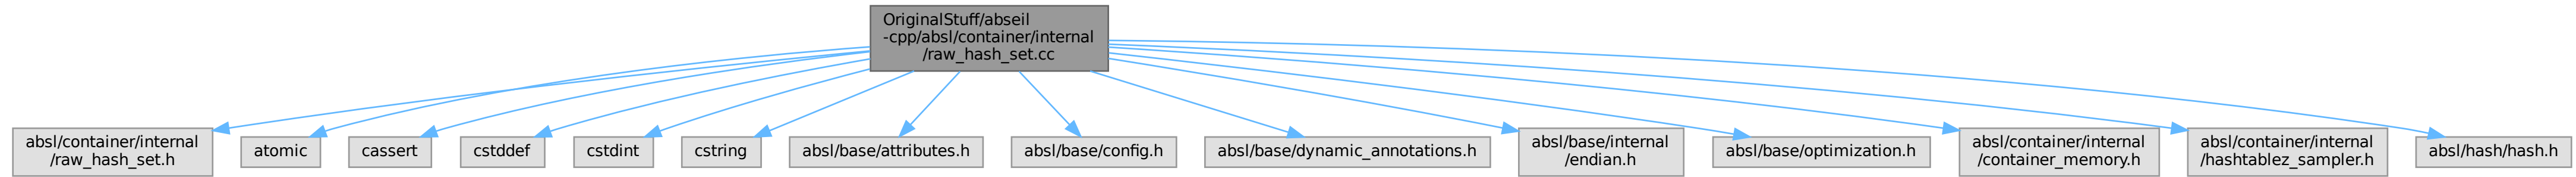 OriginalStuff/abseil
-cpp/absl/container/internal
/raw_hash_set.cc
absl/container/internal
/raw_hash_set.h
atomic
cassert
cstddef
cstdint
cstring
absl/base/attributes.h
absl/base/config.h
absl/base/dynamic_annotations.h
absl/base/internal
/endian.h
absl/base/optimization.h
absl/container/internal
/container_memory.h
absl/container/internal
/hashtablez_sampler.h
absl/hash/hash.h